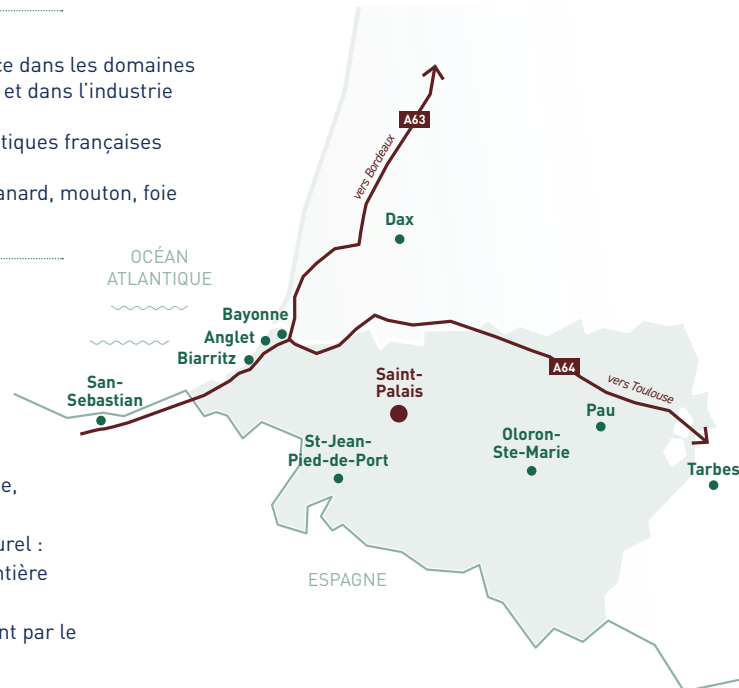 ce dans les domaines
et dans l'industrie
tiques françaises
anard, mouton, foie
e,
urel :
ntière
nt par le
A63
vers Bordeaux
Dax
OCÉAN
ATLANTIQUE
Bayonne
Anglet
Biarritz
San-
Sebastian
Saint-
Palais
A64
vers Toulouse
Pau
St-Jean-
Pied-de-Port
Oloron-
Ste-Marie
Tarbes
ESPAGNE